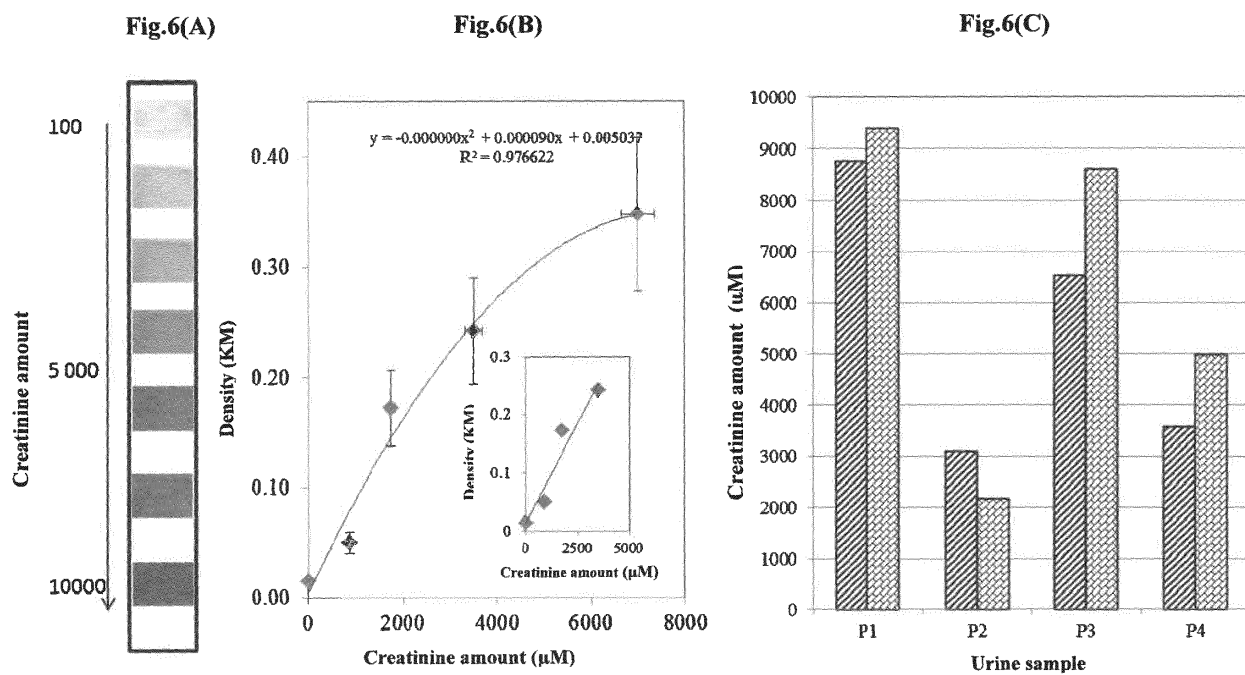 Fig.6(A)
Fig.6(B)
Fig.6(C)
Creatinine amount
100
5 000
10000
Density (KM)
0.40
0.30
0.20
0.10
0.00
y = -0.000000x² + 0.000090x + 0.005037
R² = 0.976622
0
2000
4000
6000
8000
Creatinine amount (µM)
Density (KM)
0.3
0.2
0.1
0
0
2500
5000
Creatinine amount (µM)
Creatinine amount (uM)
10000
9000
8000
7000
6000
5000
4000
3000
2000
1000
0
P1
P2
P3
P4
Urine sample